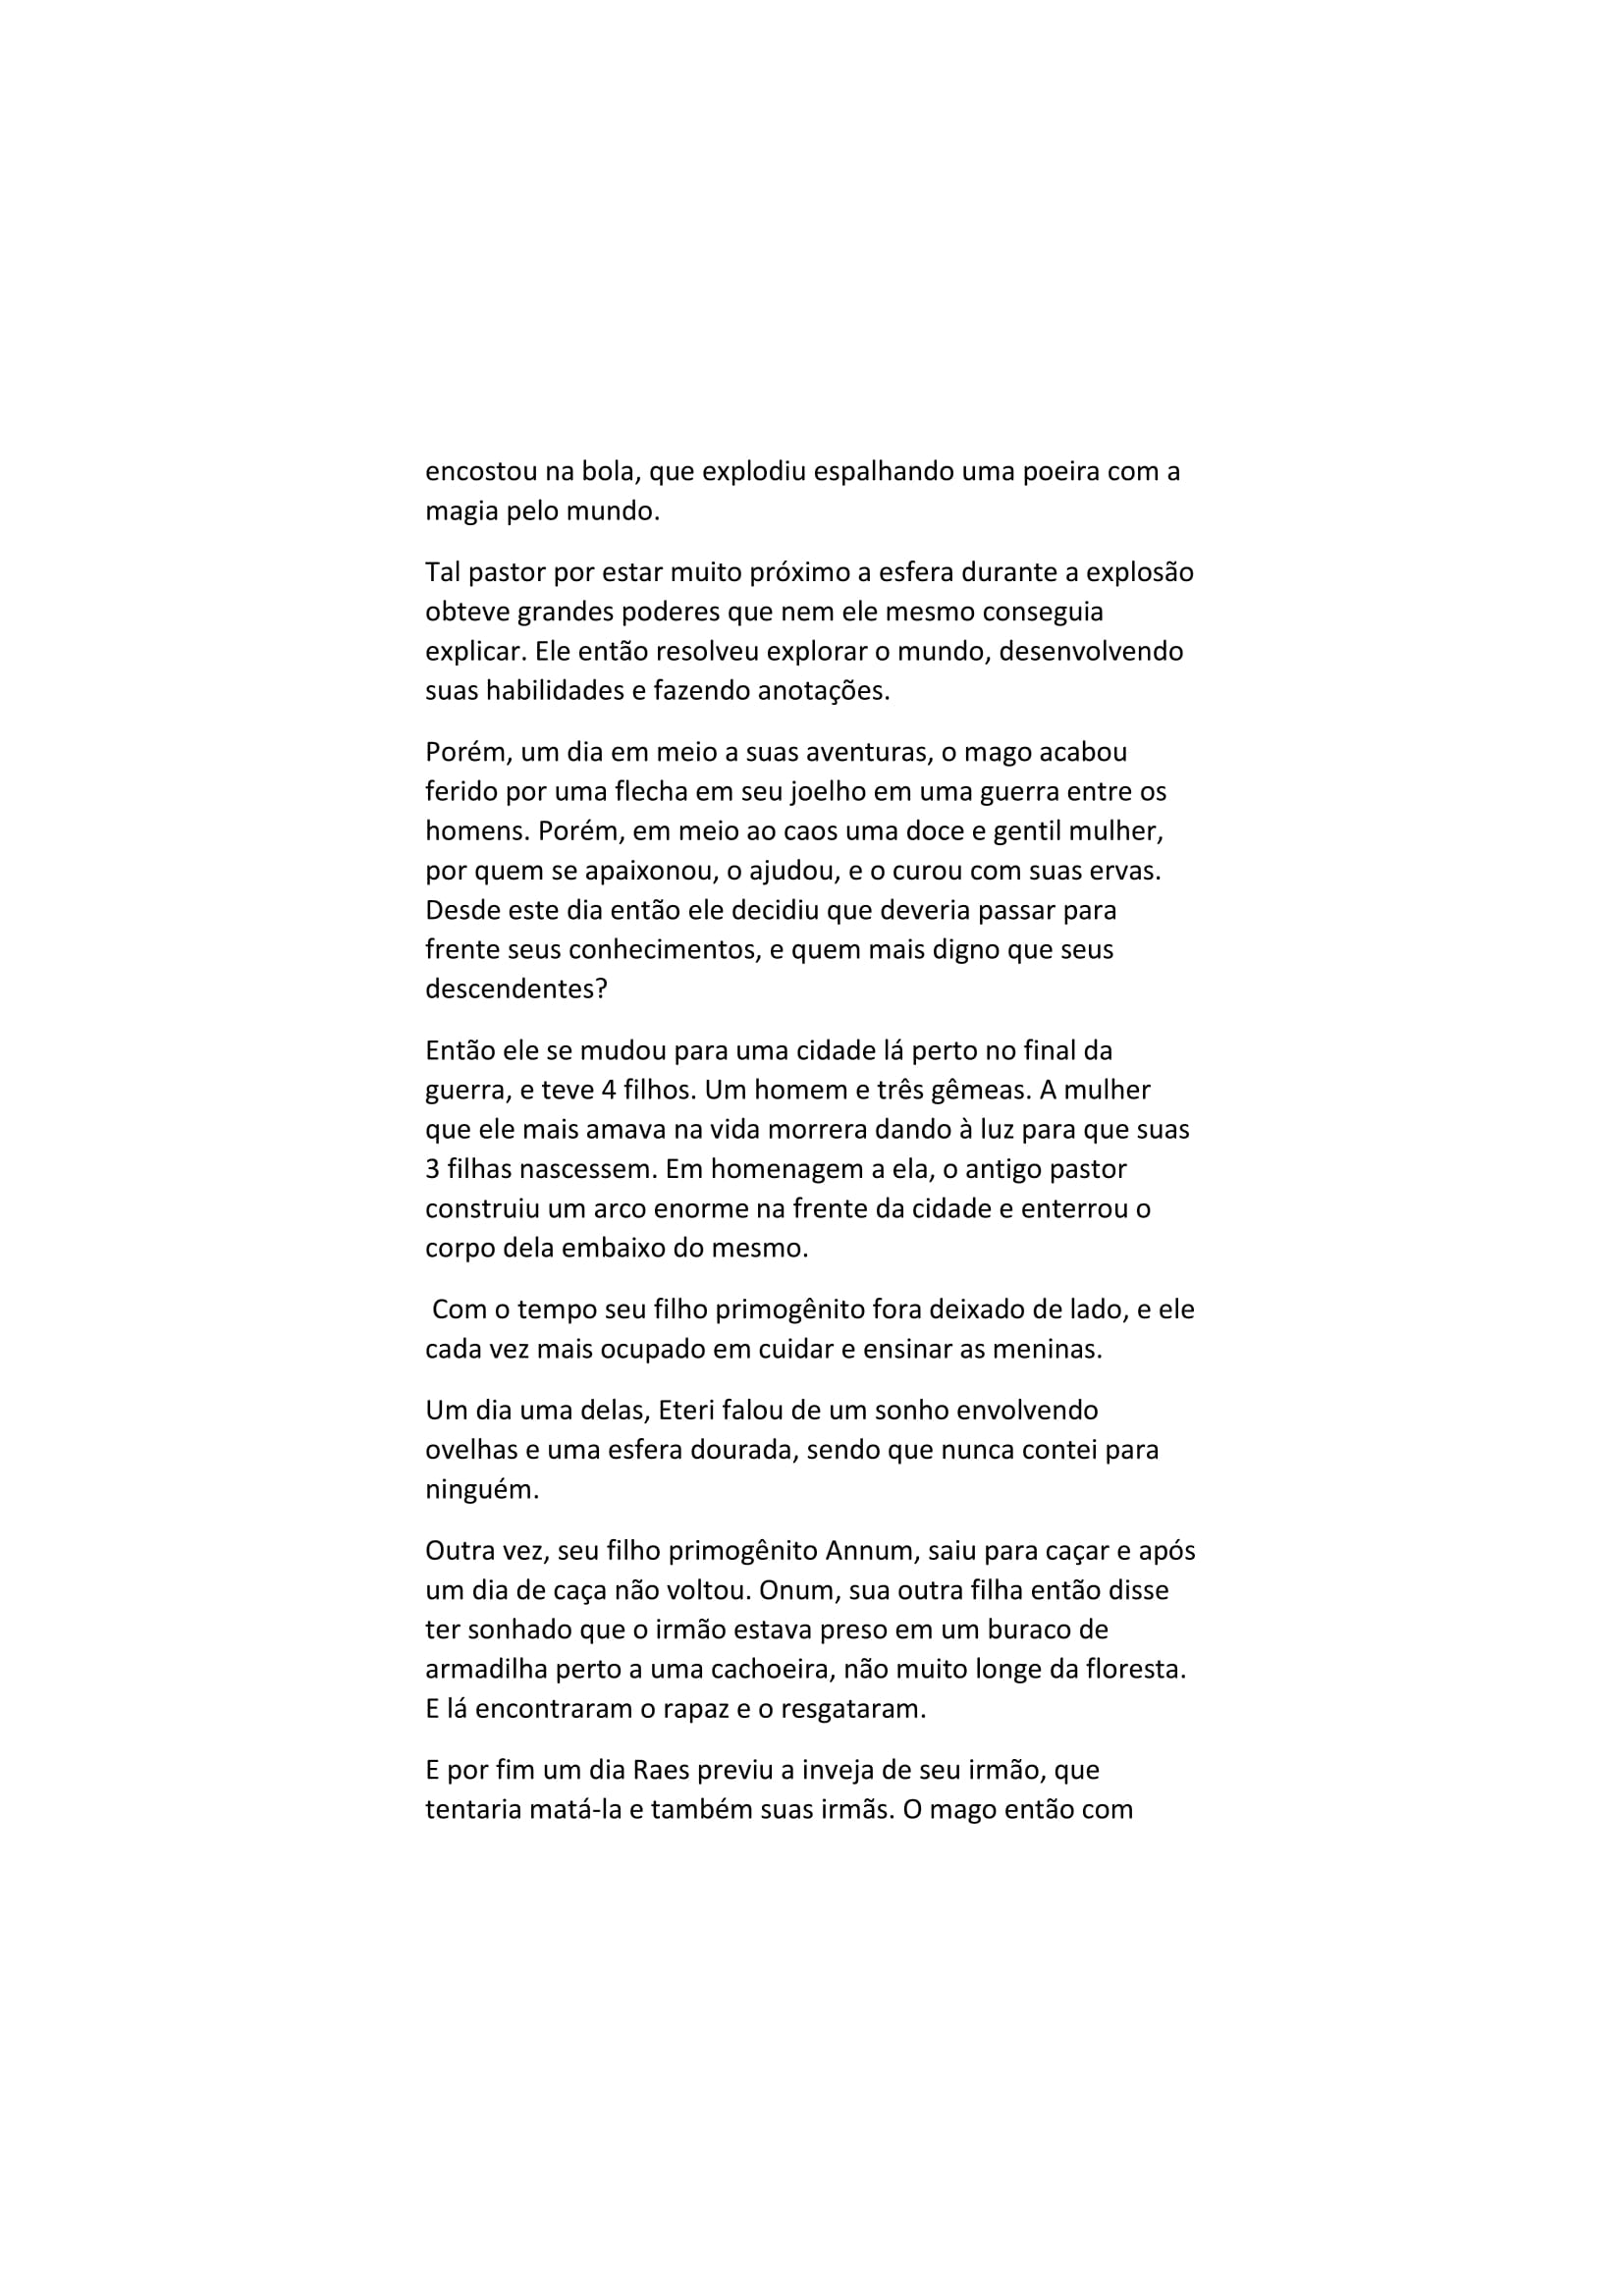 encostou na bola, que explodiu espalhando uma poeira com a
magia pelo mundo.
Tal pastor por estar muito próximo a esfera durante a explosão
obteve grandes poderes que nem ele mesmo conseguia
explicar. Ele então resolveu explorar o mundo, desenvolvendo
suas habilidades e fazendo anotações.
Porém, um dia em meio a suas aventuras, o mago acabou
ferido por uma flecha em seu joelho em uma guerra entre os
homens. Porém, em meio ao caos uma doce e gentil mulher,
por quem se apaixonou, o ajudou, e o curou com suas ervas.
Desde este dia então ele decidiu que deveria passar para
frente seus conhecimentos, e quem mais digno que seus
descendentes?
Então ele se mudou para uma cidade lá perto no final da
guerra, e teve 4 filhos. Um homem e três gêmeas. A mulher
que ele mais amava na vida morrera dando à luz para que suas
3 filhas nascessem. Em homenagem a ela, o antigo pastor
construiu um arco enorme na frente da cidade e enterrou o
corpo dela embaixo do mesmo.
Com o tempo seu filho primogênito fora deixado de lado, e ele
cada vez mais ocupado em cuidar e ensinar as meninas.
Um dia uma delas, Eteri falou de um sonho envolvendo
ovelhas e uma esfera dourada, sendo que nunca contei para
ninguém.
Outra vez, seu filho primogênito Annum, saiu para caçar e após
um dia de caça não voltou. Onum, sua outra filha então disse
ter sonhado que o irmão estava preso em um buraco de
armadilha perto a uma cachoeira, não muito longe da floresta.
E lá encontraram o rapaz e o resgataram.
E por fim um dia Raes previu a inveja de seu irmão, que
tentaria matá-la e também suas irmãs. O mago então com